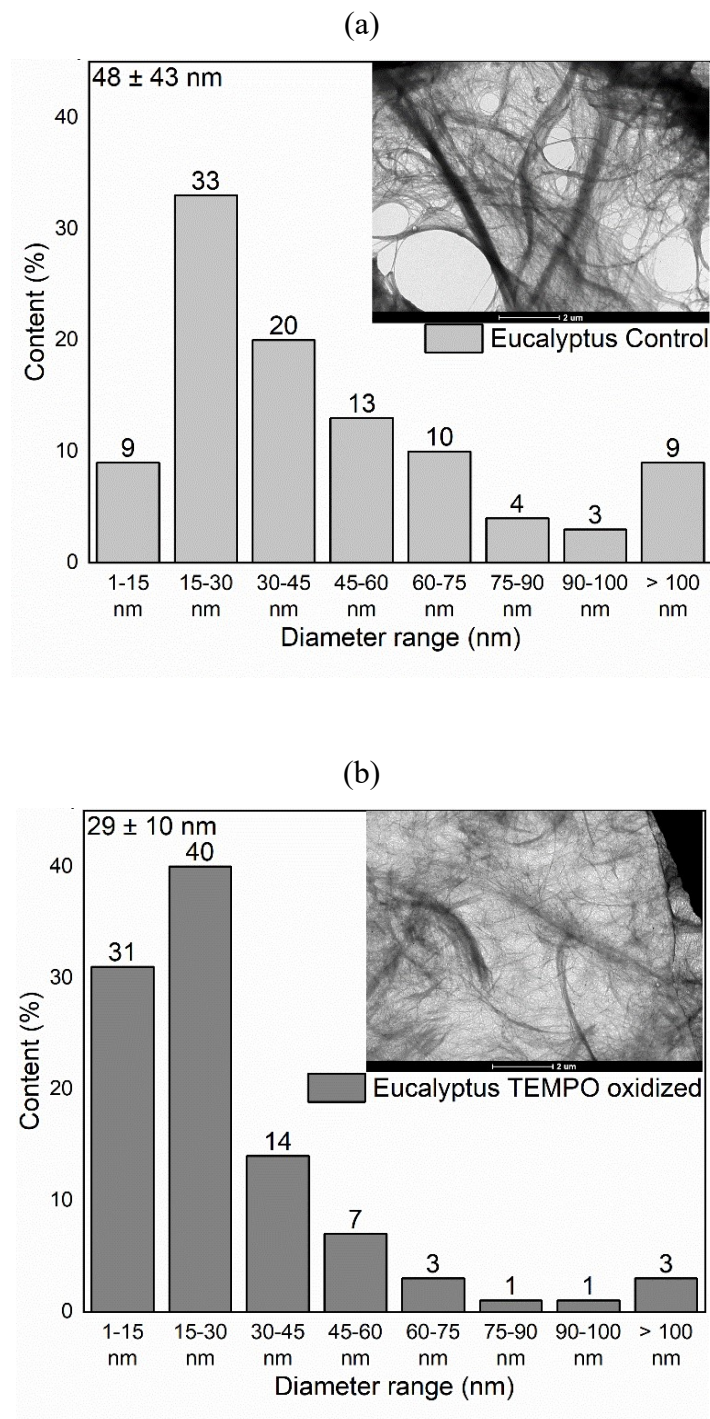 (a)
48 ± 43 nm
40
30
20
10
0
Content (%)
9
33
20
13
10
4
3
9
2 um
Eucalyptus Control
1-15 15-30 30-45 45-60 60-75 75-90 90-100 > 100
nm nm nm nm nm nm nm nm
Diameter range (nm)
(b)
29 ± 10 nm
40
30
20
10
0
Content (%)
31
40
14
7
3
1
1
3
2 um
Eucalyptus TEMPO oxidized
1-15 15-30 30-45 45-60 60-75 75-90 90-100 > 100
nm nm nm nm nm nm nm nm
Diameter range (nm)